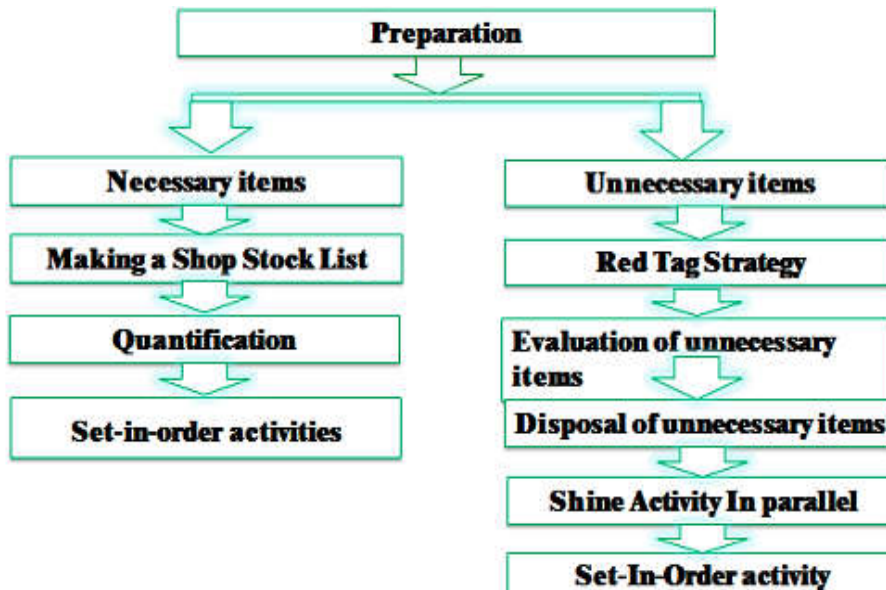 Preparation
Necessary items
Making a Shop Stock List
Quantification
Set-in-order activities
Unnecessary items
Red Tag Strategy
Evaluation of unnecessary
items
Disposal of unnecessary items
Shine Activity In parallel
Set-In-Order activity